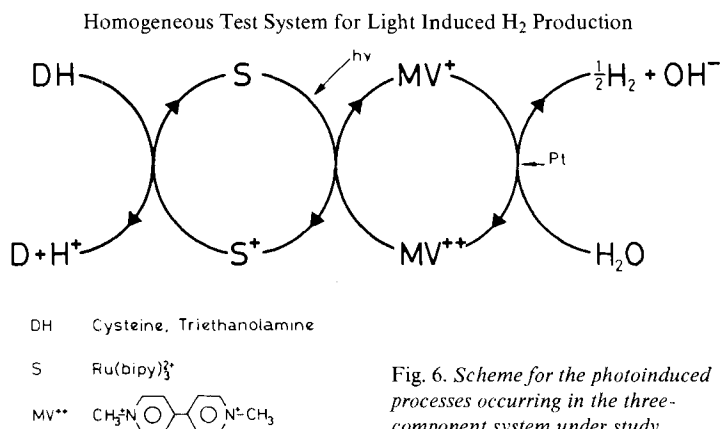 Homogeneous Test System for Light Induced H₂ Production
DH S hν MV⁺ ½H₂ + OH⁻
Pt
D+H⁺ S⁺ MV⁺⁺ H₂O
DH Cysteine, Triethanolamine
S Ru(bipy)₃²⁺
MV⁺⁺ CH₃⁺N N⁺-CH₃
Fig. 6. Scheme for the photoinduced
processes occurring in the three-
component system under study